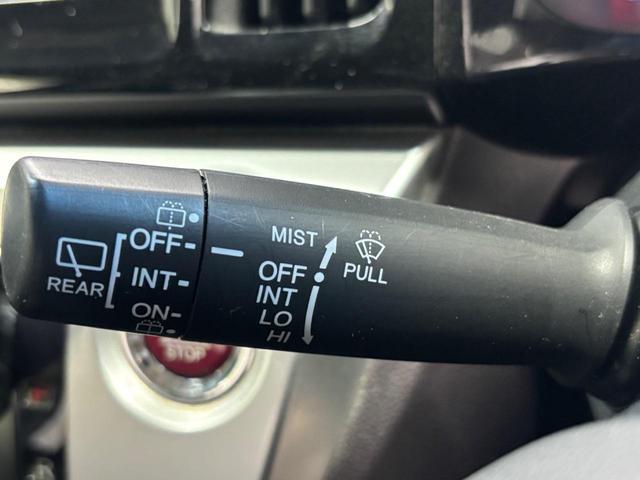 OFF-
INT-
ON-
REAR
MIST
OFF
INT
LO
HI
PULL
STOP